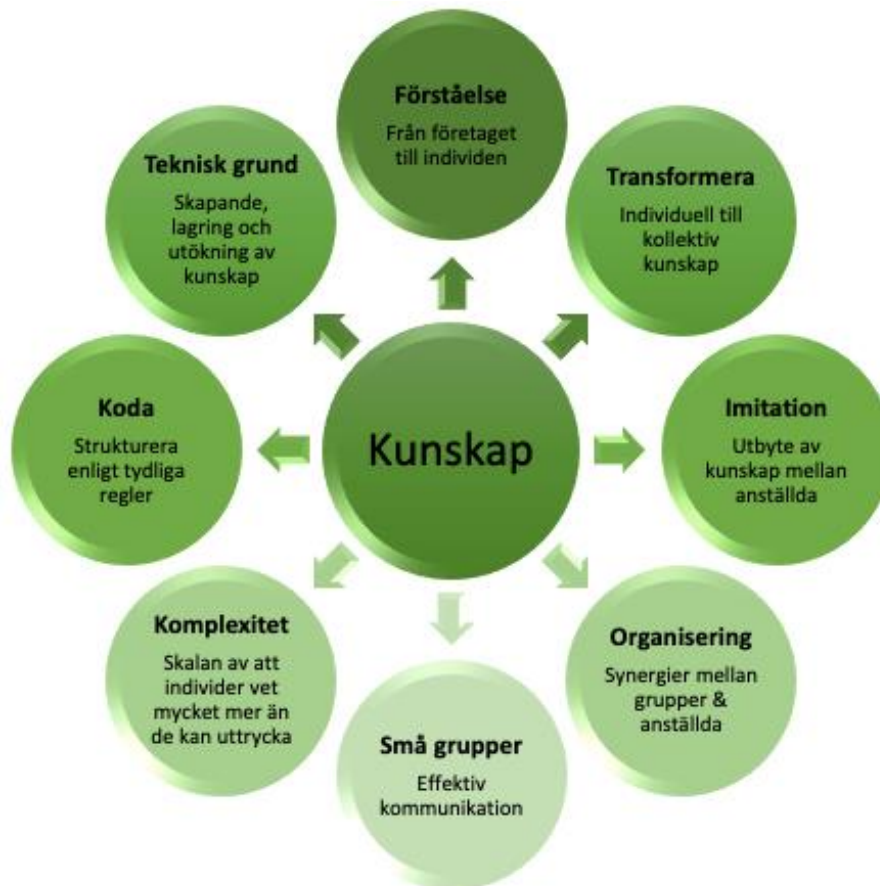 Förståelse
Från företaget
till individen
Transformera
Individuell till
kollektiv
kunskap
Imitation
Utbyte av
kunskap mellan
anställda
Organisering
Synergier mellan
grupper &
anställda
Små grupper
Effektiv
kommunikation
Komplexitet
Skalan av att
individer vet
mycket mer än
de kan uttrycka
Koda
Strukturera
enligt tydliga
regler
Teknisk grund
Skapande,
lagring och
utökning av
kunskap
Kunskap